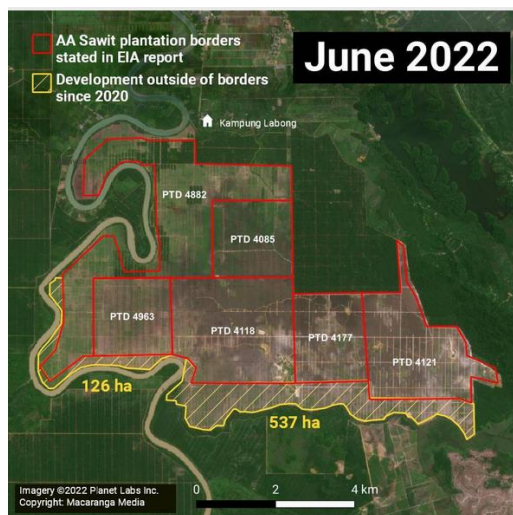 AA Sawit plantation borders
stated in EIA report
Development outside of borders
since 2020
June 2022
Kampung Labong
PTD 4882
PTD 4085
PTD 4963
PTD 4118
PTD 4177
PTD 4121
126 ha
537 ha
Imagery ©2022 Planet Labs Inc.
Copyright: Macaranga Media
0 2 4 km